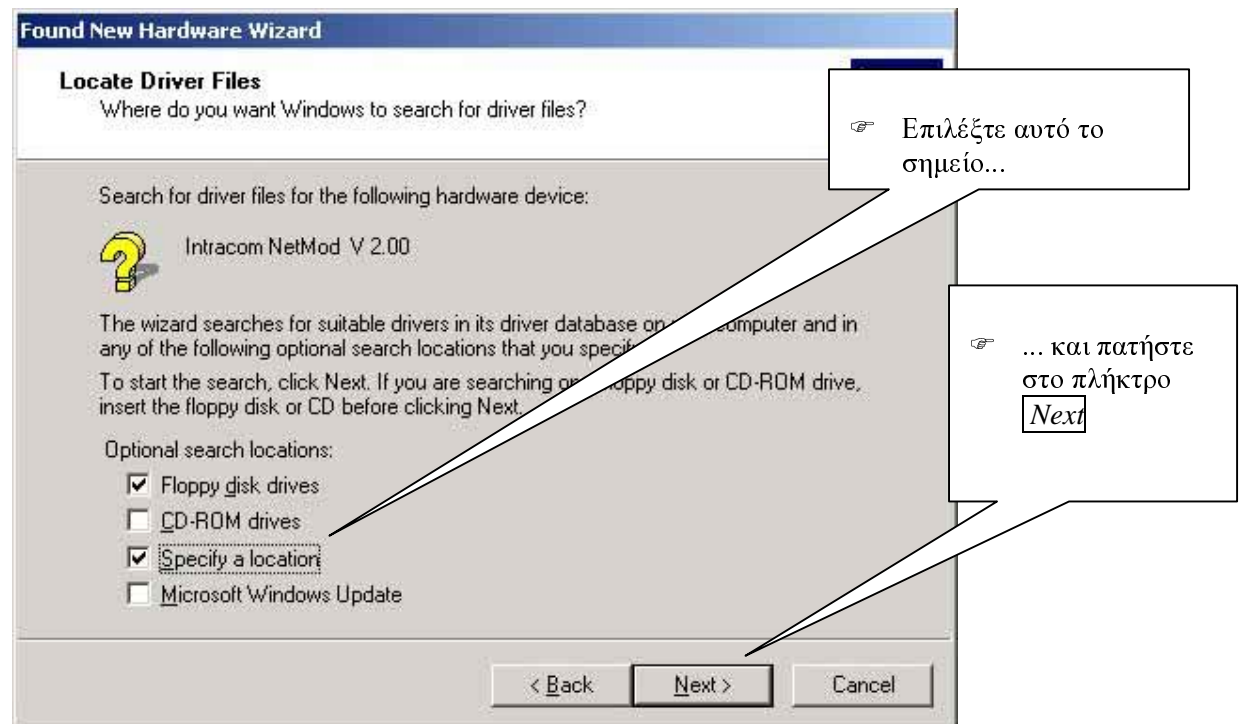 Found New Hardware Wizard
Locate Driver Files
Where do you want Windows to search for driver files?
☞ Επιλέξτε αυτό το
σημείο...
Search for driver files for the following hardware device:
Intracom NetMod V 2.00
The wizard searches for suitable drivers in its driver database on computer and in
any of the following optional search locations that you specify
To start the search, click Next. If you are searching on floppy disk or CD-ROM drive,
insert the floppy disk or CD before clicking Next.
☞ ... και πατήστε
στο πλήκτρο
Next
Optional search locations:
Floppy disk drives
CD-ROM drives
Specify a location
Microsoft Windows Update
< Back
Next >
Cancel